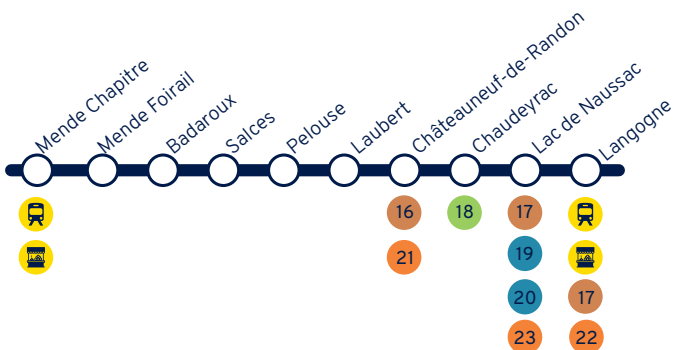 Mende Chapitre
Mende Foirail
Badaroux
Salces
Pelouse
Laubert
Châteauneuf-de-Randon
Chaudeyrac
Lac de Naussac
Langogne
16
18
17
21
19
20
17
23
22